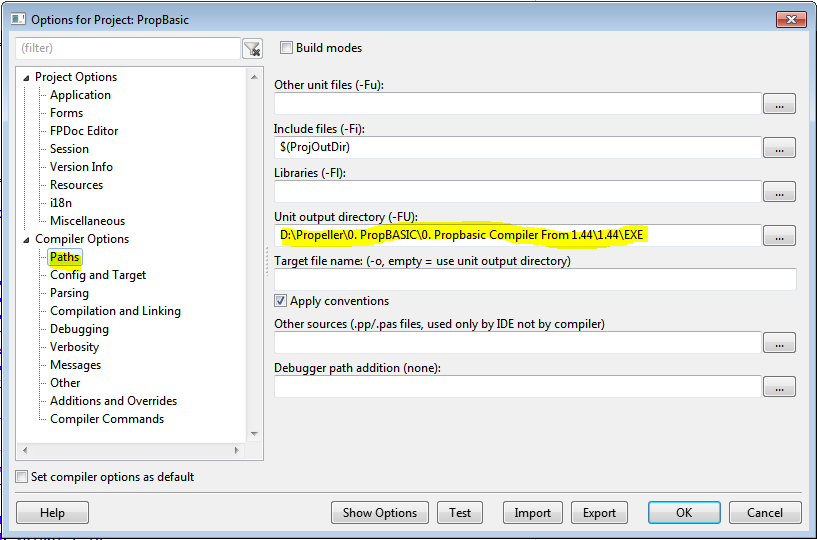 Options for Project: PropBasic
(filter)
Build modes
Project Options
Application
Forms
FPDoc Editor
Session
Version Info
Resources
i18n
Miscellaneous
Compiler Options
Paths
Config and Target
Parsing
Compilation and Linking
Debugging
Verbosity
Messages
Other
Additions and Overrides
Compiler Commands
Set compiler options as default
Other unit files (-Fu):
...
Include files (-Fi):
$(ProjOutDir)
...
Libraries (-Fl):
...
Unit output directory (-FU):
D:\Propeller\0. PropBASIC\0. Propbasic Compiler From 1.44\1.44\EXE
...
Target file name: (-o, empty = use unit output directory)
Apply conventions
Other sources (.pp/.pas files, used only by IDE not by compiler)
...
Debugger path addition (none):
...
Help
Show Options
Test
Import
Export
OK
Cancel